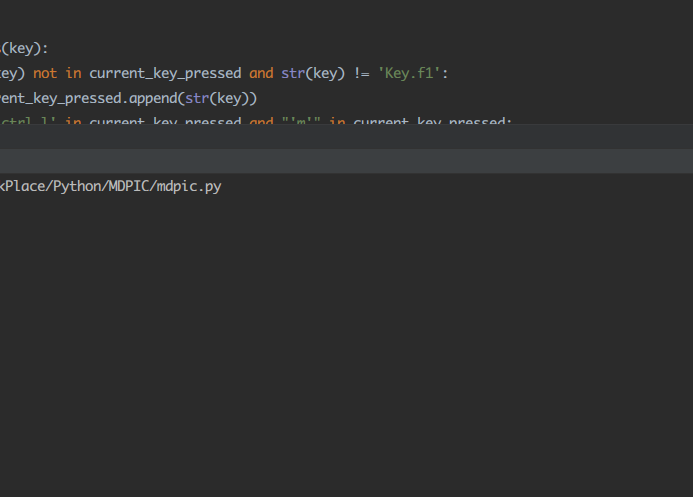 (key):
ey) not in current_key_pressed and str(key) != 'Key.f1':
ent_key_pressed.append(str(key))
ctrl_l' in current_key_pressed and "'m'" in current_key_pressed:
kPlace/Python/MDPIC/mdpic.py